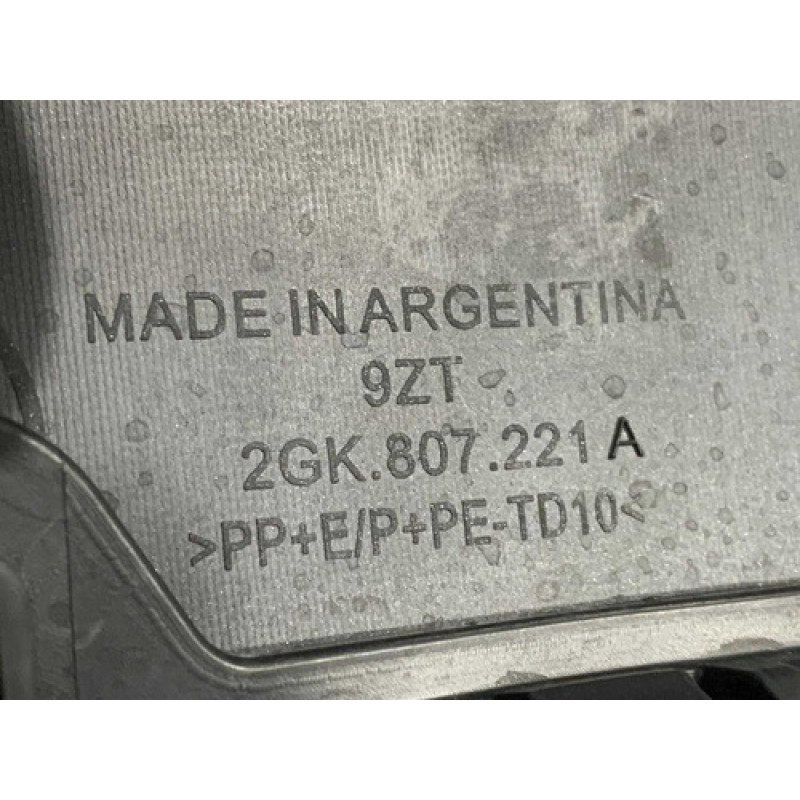 MADE IN ARGENTINA
9ZT
2GK.807.221 A
>PP+E/P+PE-TD10<